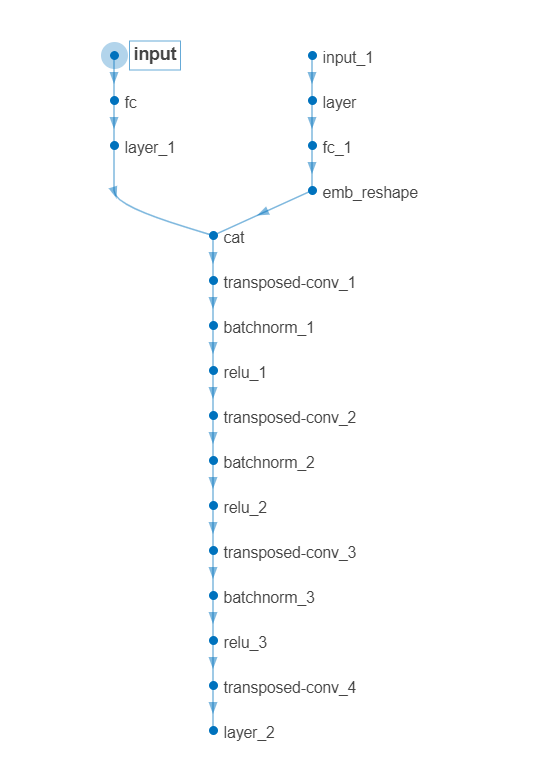 input
fc
layer_1
input_1
layer
fc_1
emb_reshape
cat
transposed-conv_1
batchnorm_1
relu_1
transposed-conv_2
batchnorm_2
relu_2
transposed-conv_3
batchnorm_3
relu_3
transposed-conv_4
layer_2